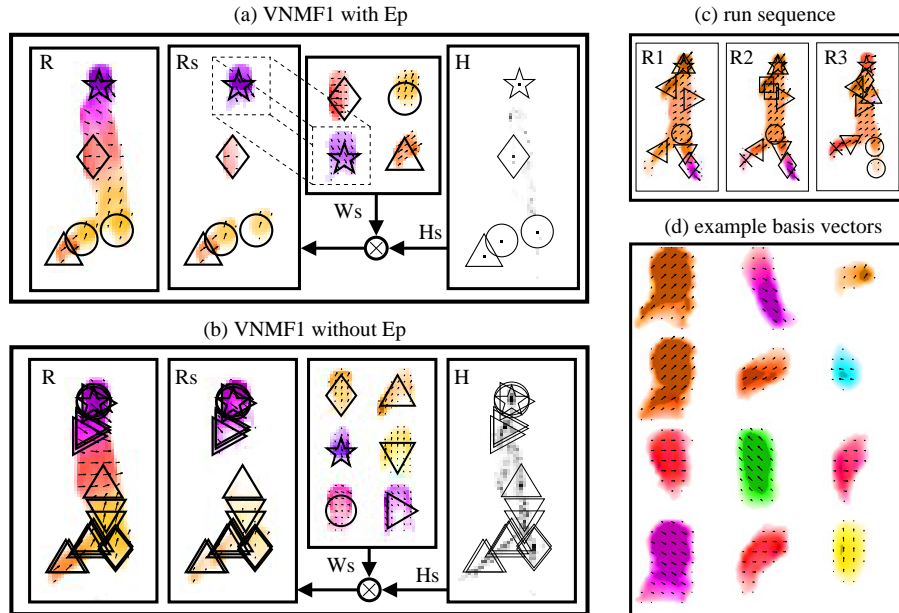 (a) VNMF1 with Ep
R
Rs
H
Ws
Hs
(b) VNMF1 without Ep
R
Rs
H
Ws
Hs
(c) run sequence
R1
R2
R3
(d) example basis vectors